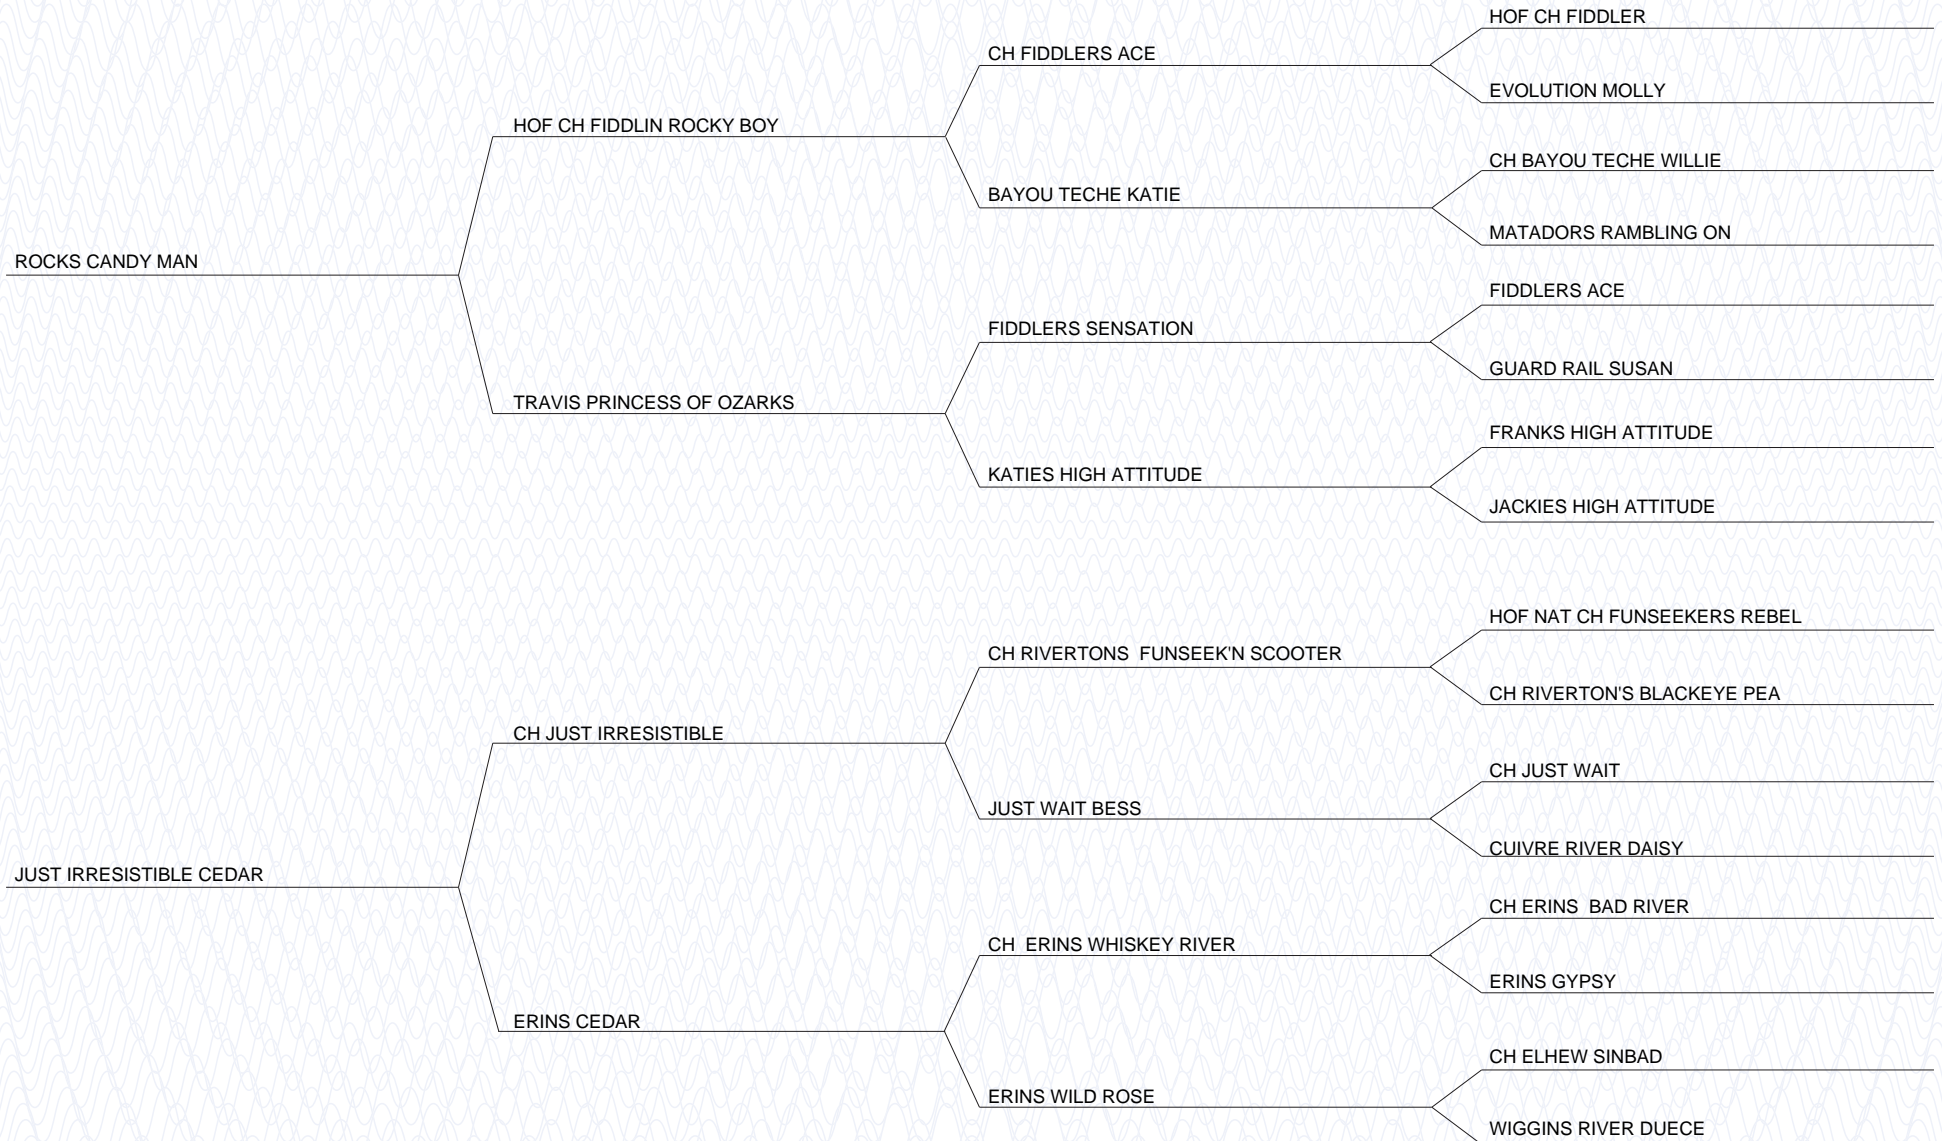 HOF CH FIDDLER
CH FIDDLERS ACE
EVOLUTION MOLLY
HOF CH FIDDLIN ROCKY BOY
CH BAYOU TECHE WILLIE
BAYOU TECHE KATIE
MATADORS RAMBLING ON
ROCKS CANDY MAN
FIDDLERS ACE
FIDDLERS SENSATION
GUARD RAIL SUSAN
TRAVIS PRINCESS OF OZARKS
FRANKS HIGH ATTITUDE
KATIES HIGH ATTITUDE
JACKIES HIGH ATTITUDE
HOF NAT CH FUNSEEKERS REBEL
CH RIVERTONS  FUNSEEK'N SCOOTER
CH RIVERTON'S BLACKEYE PEA
CH JUST IRRESISTIBLE
CH JUST WAIT
JUST WAIT BESS
CUIVRE RIVER DAISY
JUST IRRESISTIBLE CEDAR
CH ERINS  BAD RIVER
CH  ERINS WHISKEY RIVER
ERINS GYPSY
ERINS CEDAR
CH ELHEW SINBAD
ERINS WILD ROSE
WIGGINS RIVER DUECE